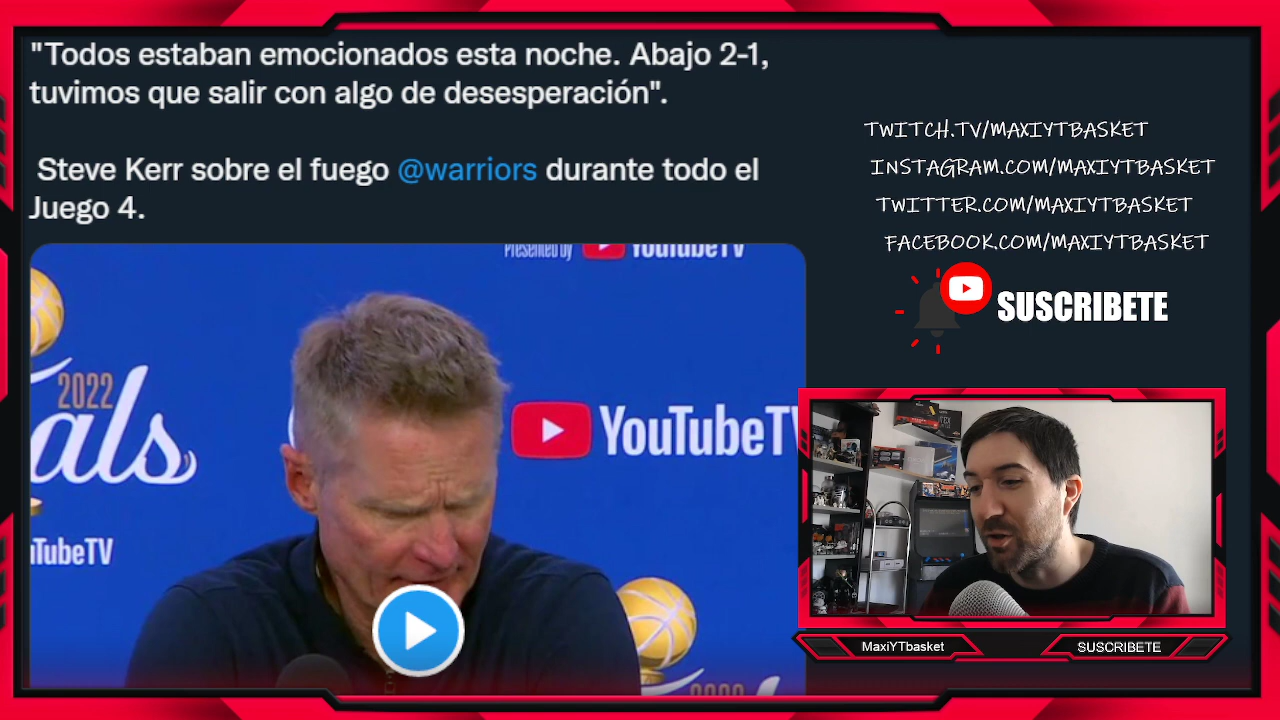 "Todos estaban emocionados esta noche. Abajo 2-1,
tuvimos que salir con algo de desesperación".
Steve Kerr sobre el fuego @warriors durante todo el
Juego 4.
Presented by YouTubeTV
2022
als
YouTubeTV
uTubeTV
TWITCH.TV/MAXIYTBASKET
INSTAGRAM.COM/MAXIYTBASKET
TWITTER.COM/MAXIYTBASKET
FACEBOOK.COM/MAXIYTBASKET
SUSCRIBETE
MaxiYTbasket
SUSCRIBETE